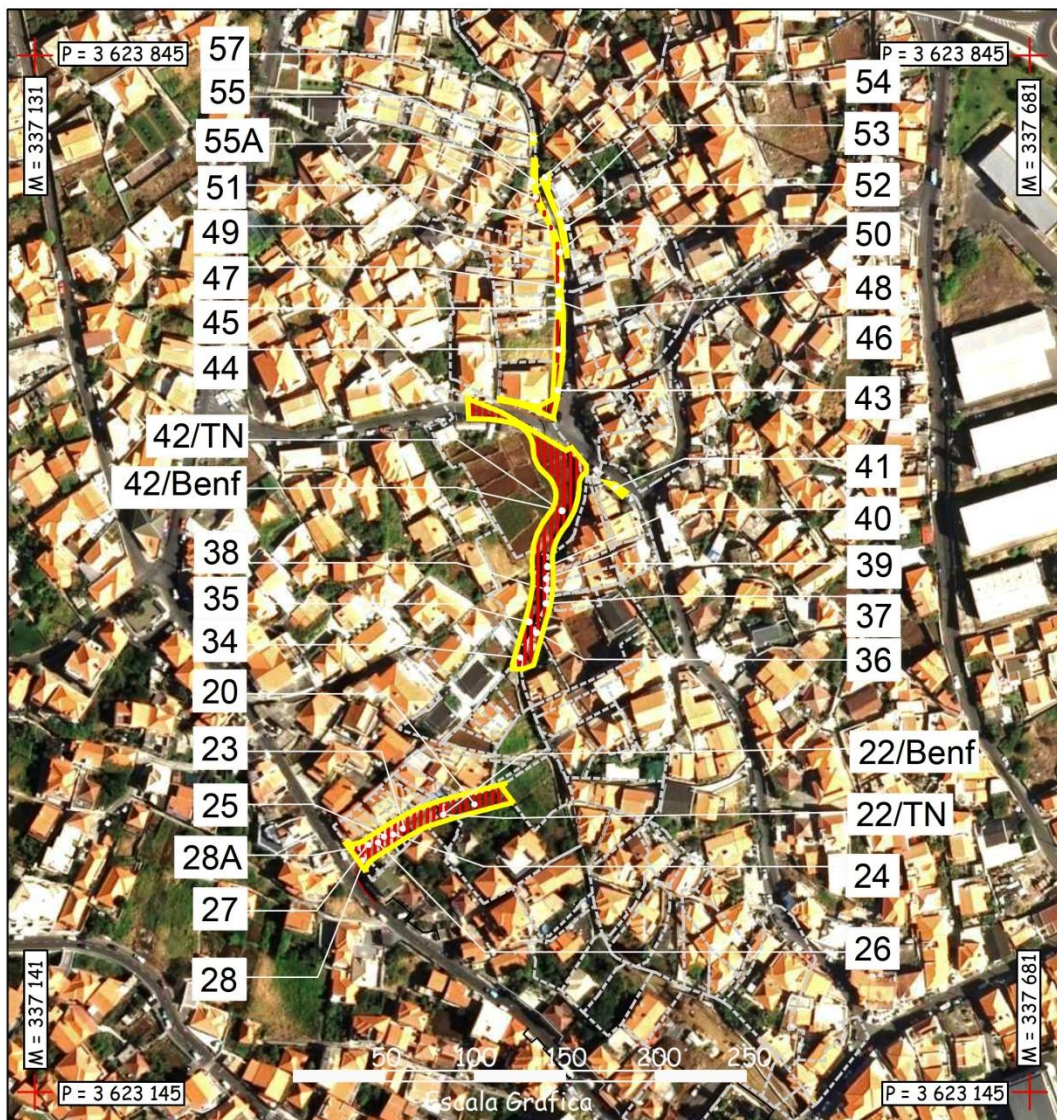 P = 3 623 845
P = 3 623 845
M = 337 131
M = 337 681
57
55
55A
51
49
47
45
44
42/TN
42/Benf
38
35
34
20
23
25
28A
27
28
54
53
52
50
48
46
43
41
40
39
37
36
22/Benf
22/TN
24
26
M = 337 141
M = 337 681
50 100 150 200 250
Escala Gráfica
P = 3 623 145
P = 3 623 145